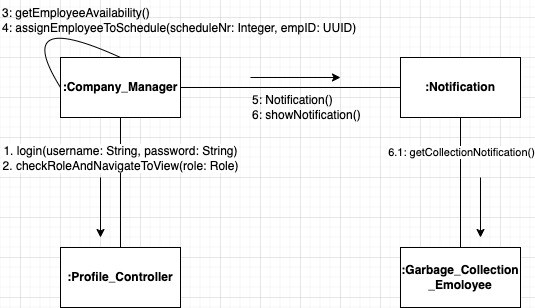 3: getEmployeeAvailability()
4: assignEmployeeToSchedule(scheduleNr: Integer, empID: UUID)
:Company_Manager
:Notification
5: Notification()
6: showNotification()
1. login(username: String, password: String)
2. checkRoleAndNavigateToView(role: Role)
6.1: getCollectionNotification()
:Profile_Controller
:Garbage_Collection
_Emoloyee